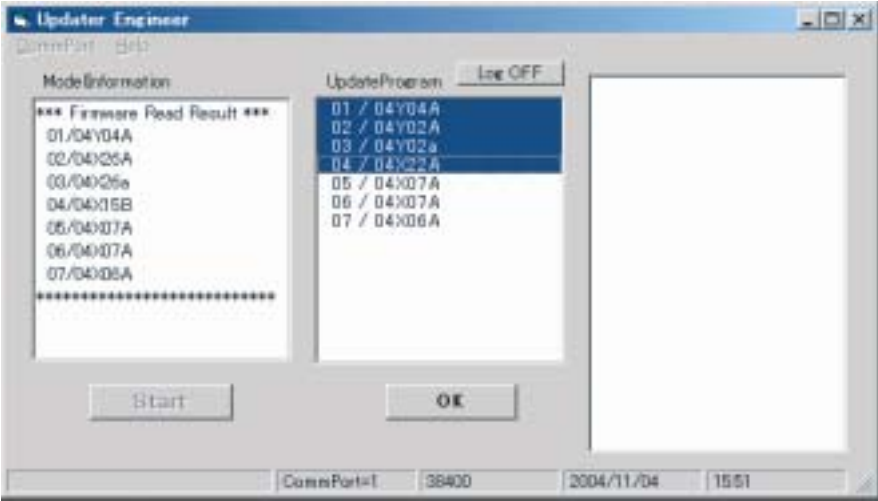 Updater Engineer
CommPort Help
ModelInformation
*** Firmware Read Result ***
01/04Y04A
02/04X26A
03/04X26a
04/04X15B
05/04X07A
06/04X07A
07/04X06A
****************************
UpdateProgram
Log OFF
01 / 04Y04A
02 / 04Y02A
03 / 04Y02a
04 / 04X22A
05 / 04X07A
06 / 04X07A
07 / 04X06A
Start
OK
CommPort=1 38400 2004/11/04 15:51